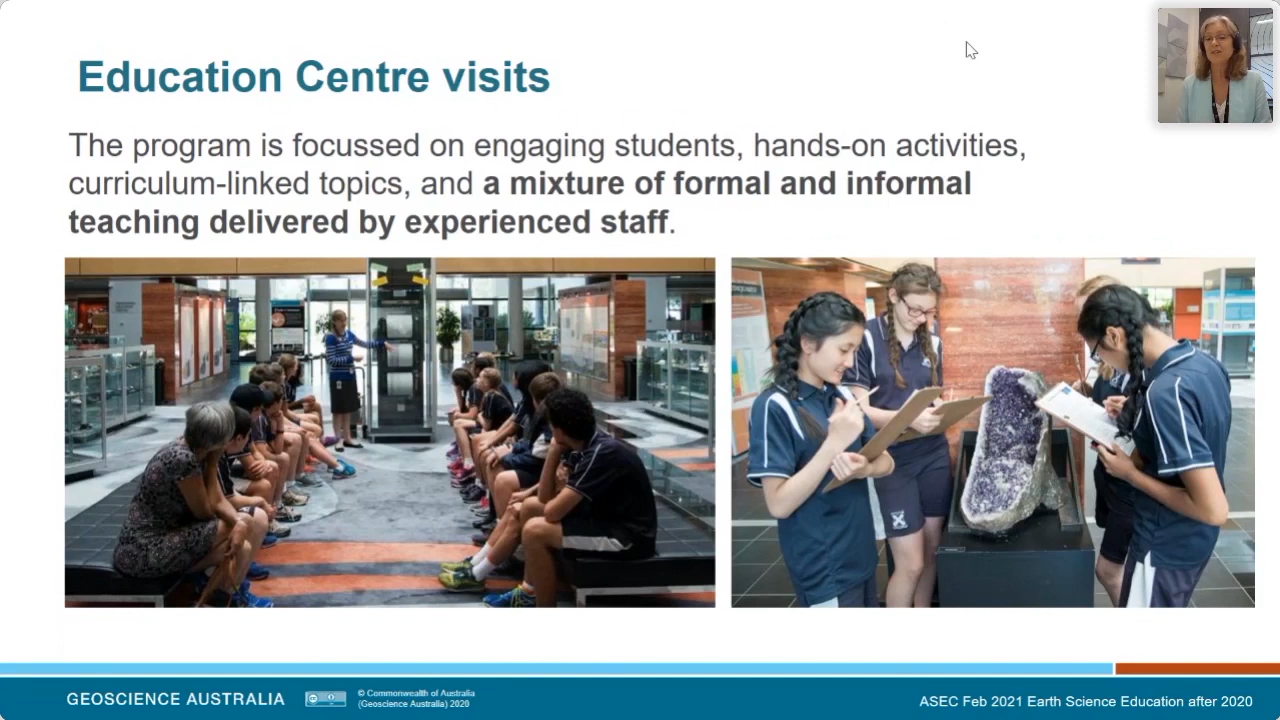 Education Centre visits
The program is focussed on engaging students, hands-on activities,
curriculum-linked topics, and a mixture of formal and informal
teaching delivered by experienced staff.
GEOSCIENCE AUSTRALIA
© Commonwealth of Australia
(Geoscience Australia) 2020
ASEC Feb 2021 Earth Science Education after 2020